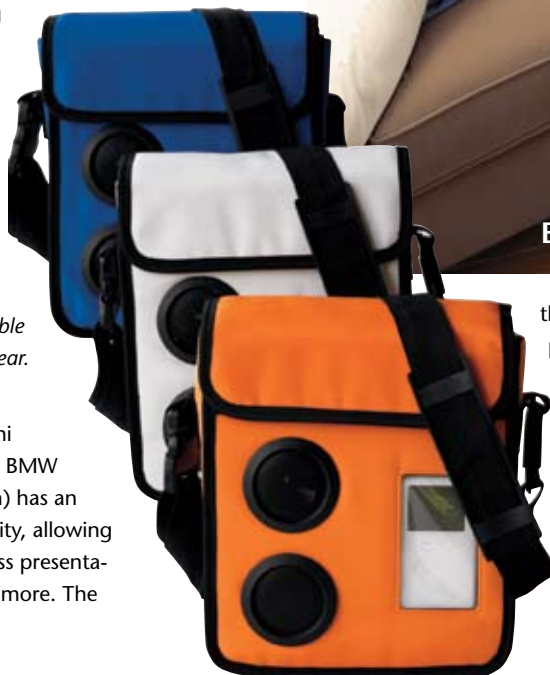 ble
ear.
ni
BMW
) has an
ity, allowing
ss presenta-
more. The
E
th